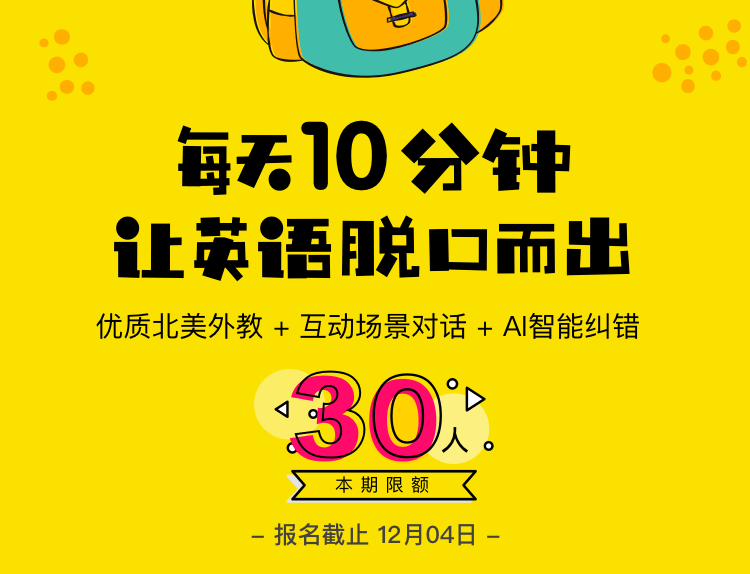 每天10分钟
让英语脱口而出
优质北美外教 + 互动场景对话 + AI智能纠错
30人
本期限额
– 报名截止 12月04日 –